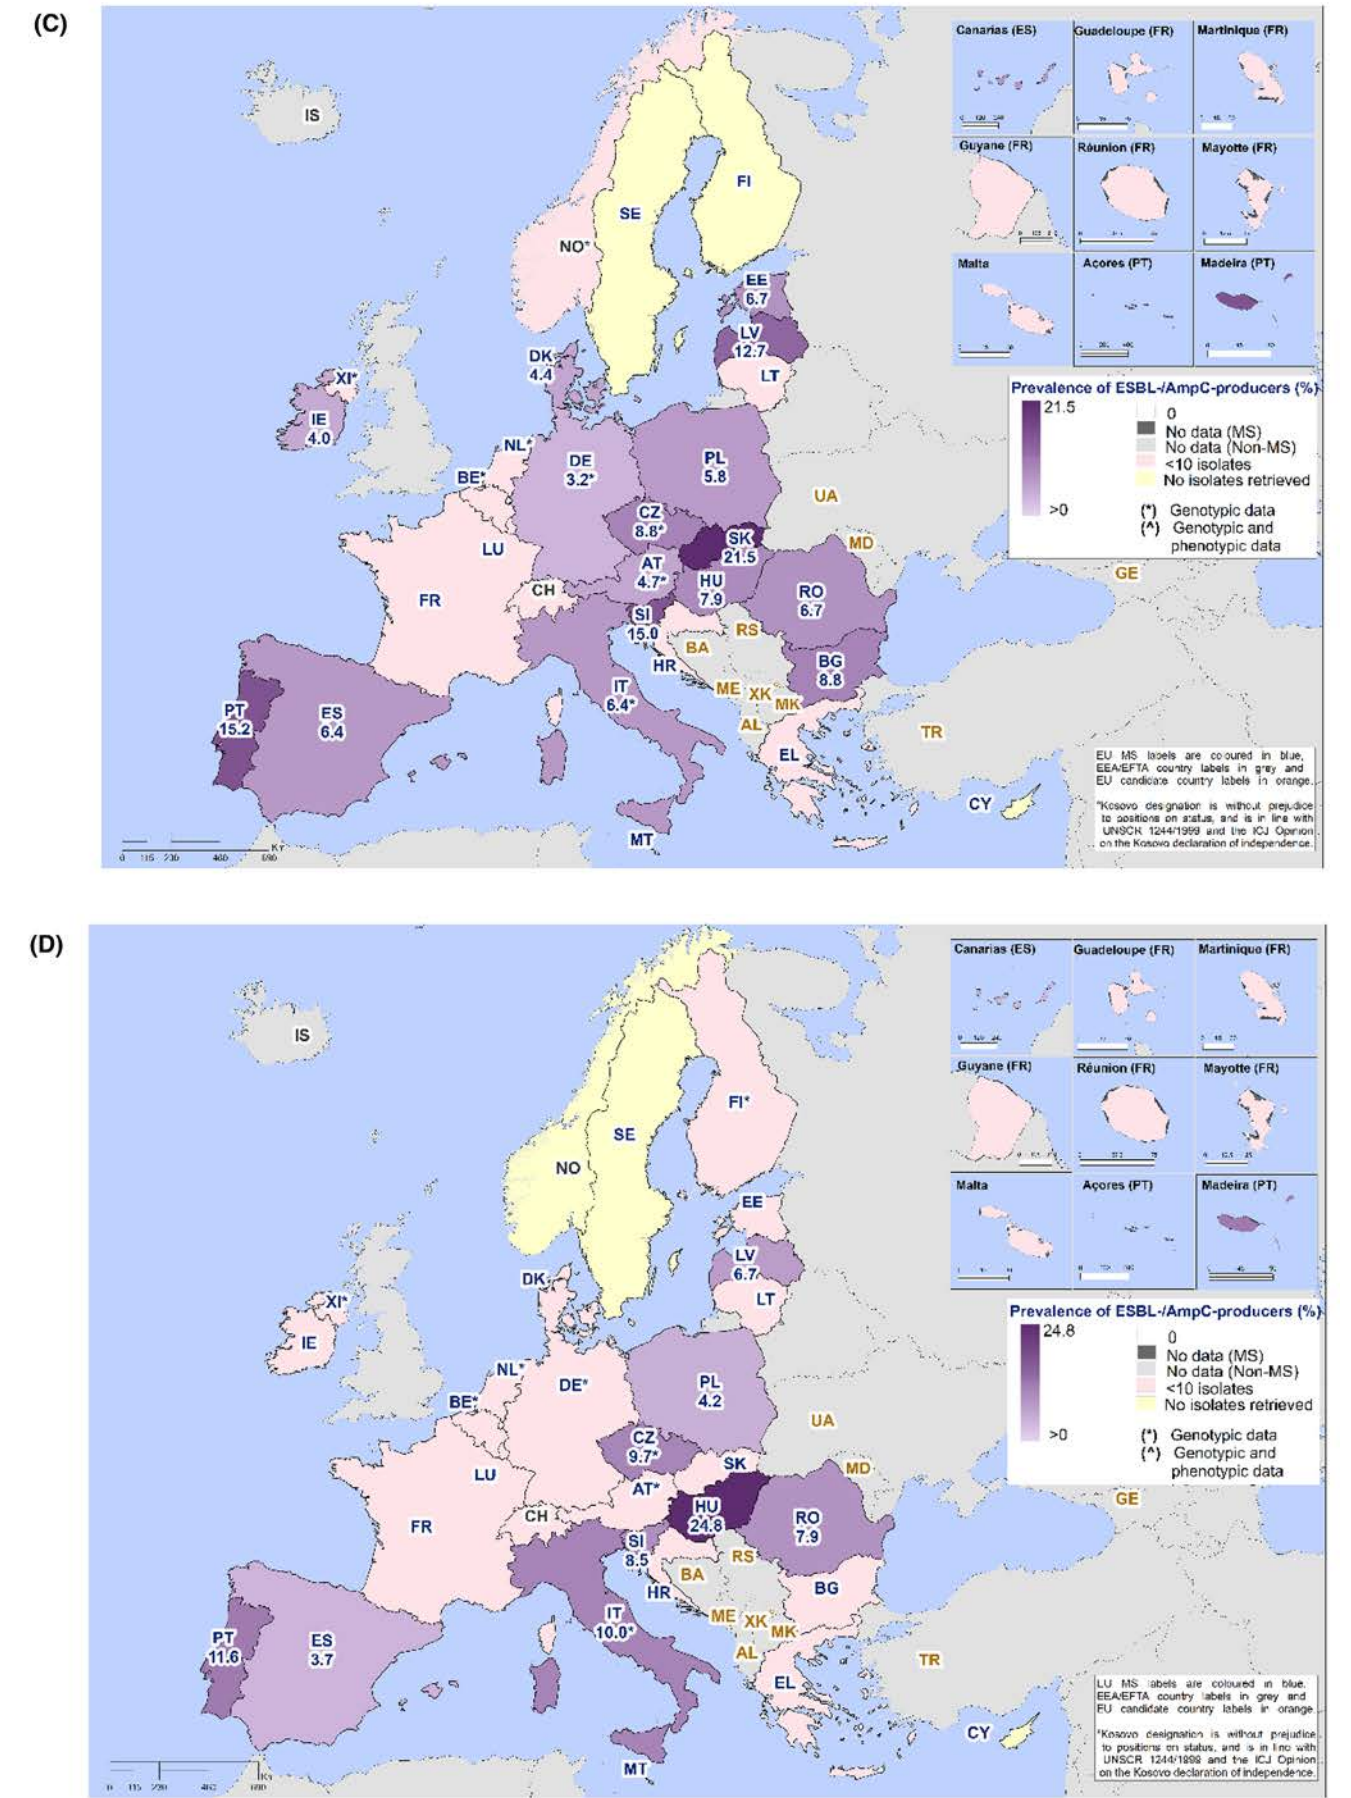 (C)
Canarias (ES)
Guadeloupe (FR)
Martinique (FR)
IS
Guyane (FR)
Réunion (FR)
Mayotte (FR)
FI
SE
NO*
Malta
Açores (PT)
Madeira (PT)
EE
6.7
LV
12.7
DK
4.4
LT
XI*
Prevalence of ESBL-/AmpC-producers (%)
21.5
0
No data (MS)
No data (Non-MS)
<10 isolates
No isolates retrieved
>0
(*) Genotypic data
(^) Genotypic and
phenotypic data
IE
4.0
NL*
BE*
DE
3.2*
PL
5.8
UA
CZ
8.8*
SK
21.5
MD
LU
AT
4.7*
HU
7.9
GE
CH
FR
RO
6.7
SI
15.0
RS
BA
HR
BG
8.8
IT
6.4*
ME
XK
MK
PT
15.2
ES
6.4
AL
TR
EL
EU MS labels are coloured in blue,
EEA/EFTA country labels in grey and
EU candidate country labels in orange.
CY
*Kosovo designation is without prejudice
to positions on status, and is in line with
UNSCR 1244/1999 and the ICJ Opinion
on the Kosovo declaration of independence.
MT
0 115 230 460
(D)
Canarias (ES)
Guadeloupe (FR)
Martinique (FR)
IS
Guyane (FR)
Réunion (FR)
Mayotte (FR)
FI*
SE
NO
Malta
Açores (PT)
Madeira (PT)
EE
LV
6.7
DK
LT
XI*
Prevalence of ESBL-/AmpC-producers (%)
24.8
0
No data (MS)
No data (Non-MS)
<10 isolates
No isolates retrieved
>0
(*) Genotypic data
(^) Genotypic and
phenotypic data
IE
NL*
BE*
DE*
PL
4.2
UA
CZ
9.7*
SK
MD
LU
AT*
HU
24.8
GE
CH
FR
RO
7.9
SI
8.5
RS
BA
HR
BG
IT
10.0*
ME
XK
MK
PT
11.6
ES
3.7
AL
TR
EL
MS labels are coloured in blue.
EEA/EFTA country labels in grey and
EU candidate country labels in orange
CY
*Kosovo designation is without prejudice
to positions on status, and is in line with
UNSCR 1244/1999 and the ICJ Opinion
on the Kosovo declaration of independence.
MT
0 115 230 460